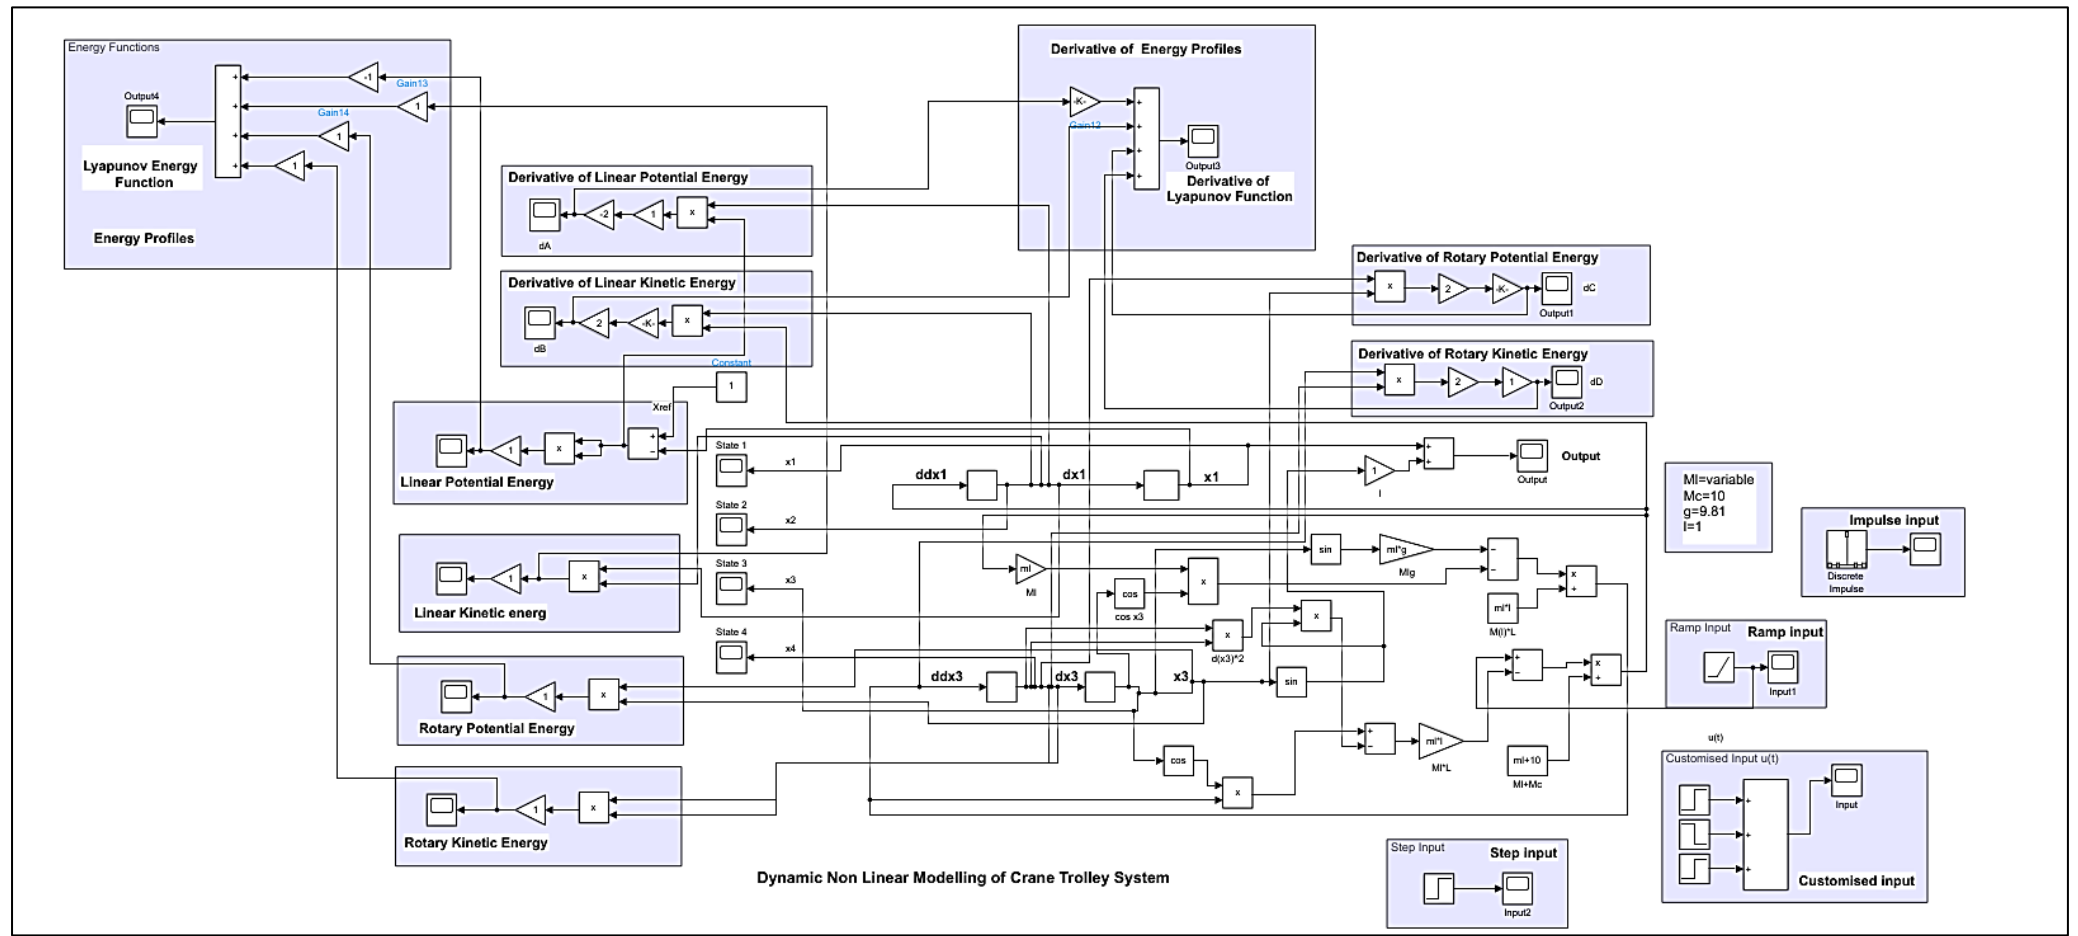 Energy Functions
-1
Gain13
1
Gain14
1
1
Output4
Lyapunov Energy
Function
Energy Profiles
Derivative of Energy Profiles
-K-
Gain12
Output3
Derivative of
Lyapunov Function
Derivative of Linear Potential Energy
-2
1
x
dA
Derivative of Linear Kinetic Energy
2
-K-
x
dB
Constant
1
Derivative of Rotary Potential Energy
x
2
-K-
dC
Output1
Derivative of Rotary Kinetic Energy
x
2
1
dD
Output2
Xref
1
x
Linear Potential Energy
State 1
x1
ddx1
dx1
x1
1
l
Output
Output
State 2
x2
1
x
Linear Kinetic energ
State 3
x3
ml
Ml
cos
cos x3
x
sin
ml*g
Mlg
ml*l
M(l)*L
x
÷
State 4
x4
x
d(x3)*2
x
1
x
Rotary Potential Energy
ddx3
dx3
x3
sin
x
÷
cos
x
ml*l
Ml*L
ml+10
Ml+Mc
1
x
Rotary Kinetic Energy
Ml=variable
Mc=10
g=9.81
l=1
Impulse input
Discrete
Impulse
Ramp Input
Ramp input
Input1
u(t)
Customised Input u(t)
Input
Customised input
Step Input
Step input
Input2
Dynamic Non Linear Modelling of Crane Trolley System